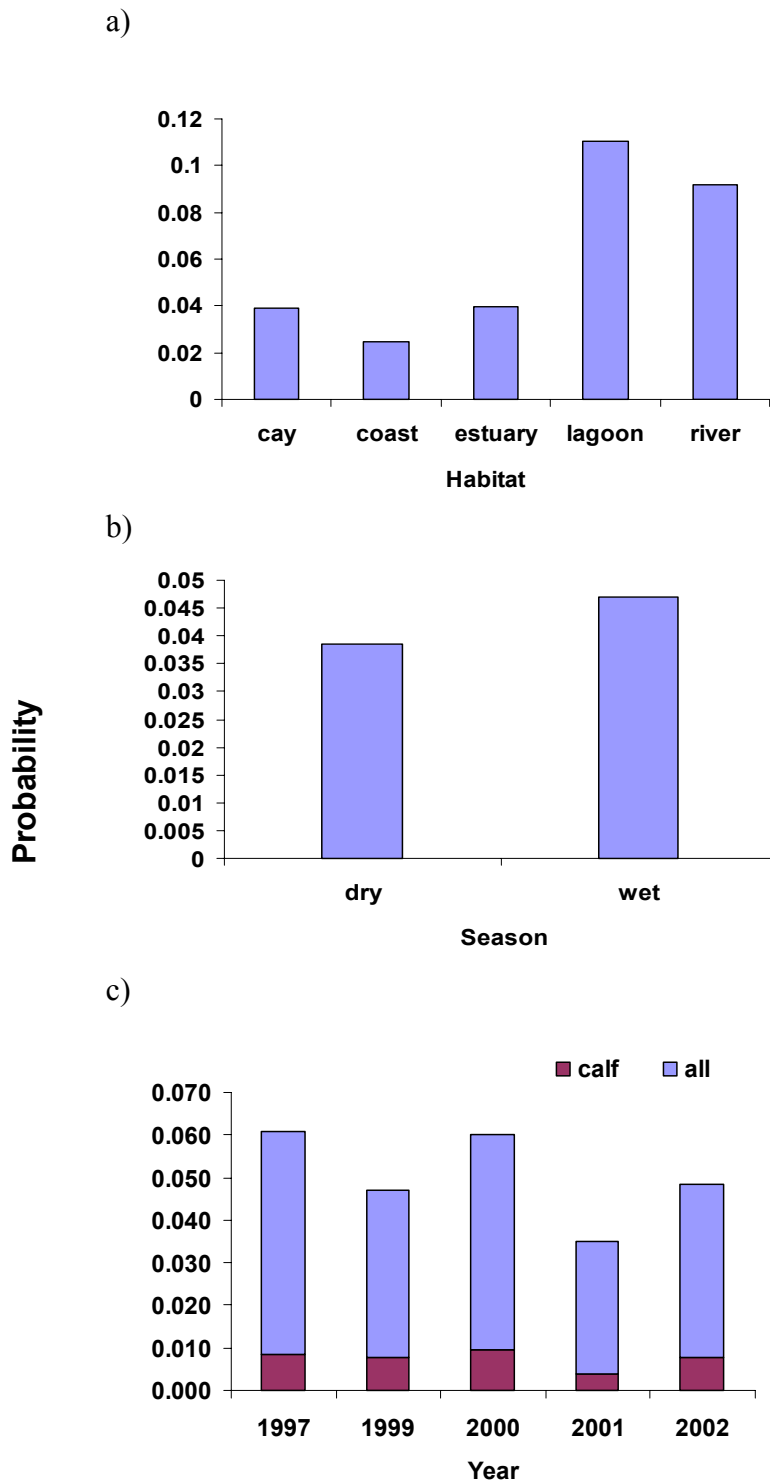 a)
0.12
0.1
0.08
0.06
0.04
0.02
0
cay coast estuary lagoon river
Habitat
b)
Probability
0.05
0.045
0.04
0.035
0.03
0.025
0.02
0.015
0.01
0.005
0
dry wet
Season
c)
calf all
0.070
0.060
0.050
0.040
0.030
0.020
0.010
0.000
1997 1999 2000 2001 2002
Year